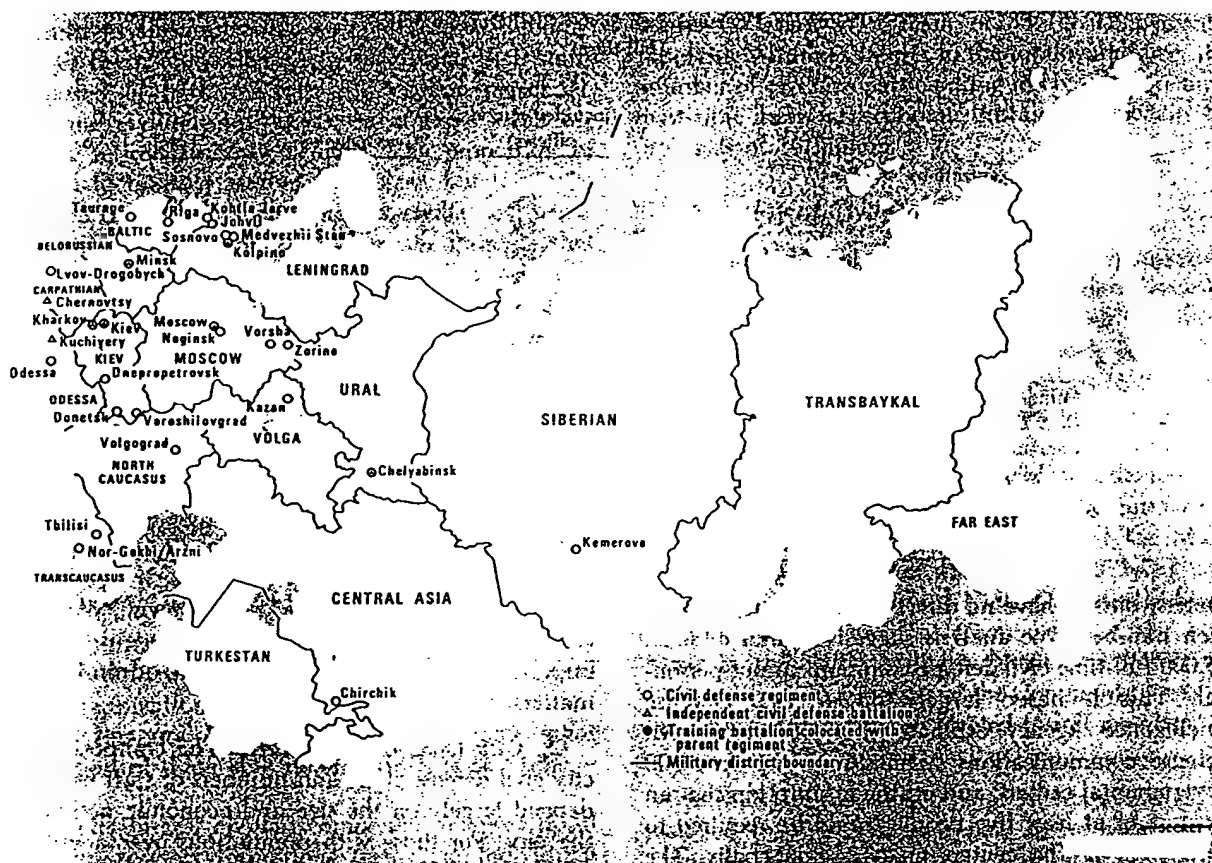 Taurage
Riga
Kohtla-Jarve
BALTIC
Johvi
Sosnovo
Medvezhii Stan
BELORUSSIAN
Kolpino
Minsk
LENINGRAD
Lvov-Drogobych
CARPATHIAN
Chernovtsy
Kharkov
Kiev
Moscow
Noginsk
Vorsha
Kuchivery
KIEV
MOSCOW
Zorino
Odessa
Dnepropetrovsk
URAL
ODESSA
Kazan
TRANSBAYKAL
Donetsk
Voroshilovgrad
SIBERIAN
VOLGA
Volgograd
NORTH
CAUCASUS
Chelyabinsk
Tbilisi
FAR EAST
Nor-Gekhi/Arzni
Kemerovo
TRANSCAUCASUS
CENTRAL ASIA
TURKESTAN
Chirchik
Civil defense regiment
Independent civil defense battalion
Training battalion colocated with
parent regiment
Military district boundary
SECRET